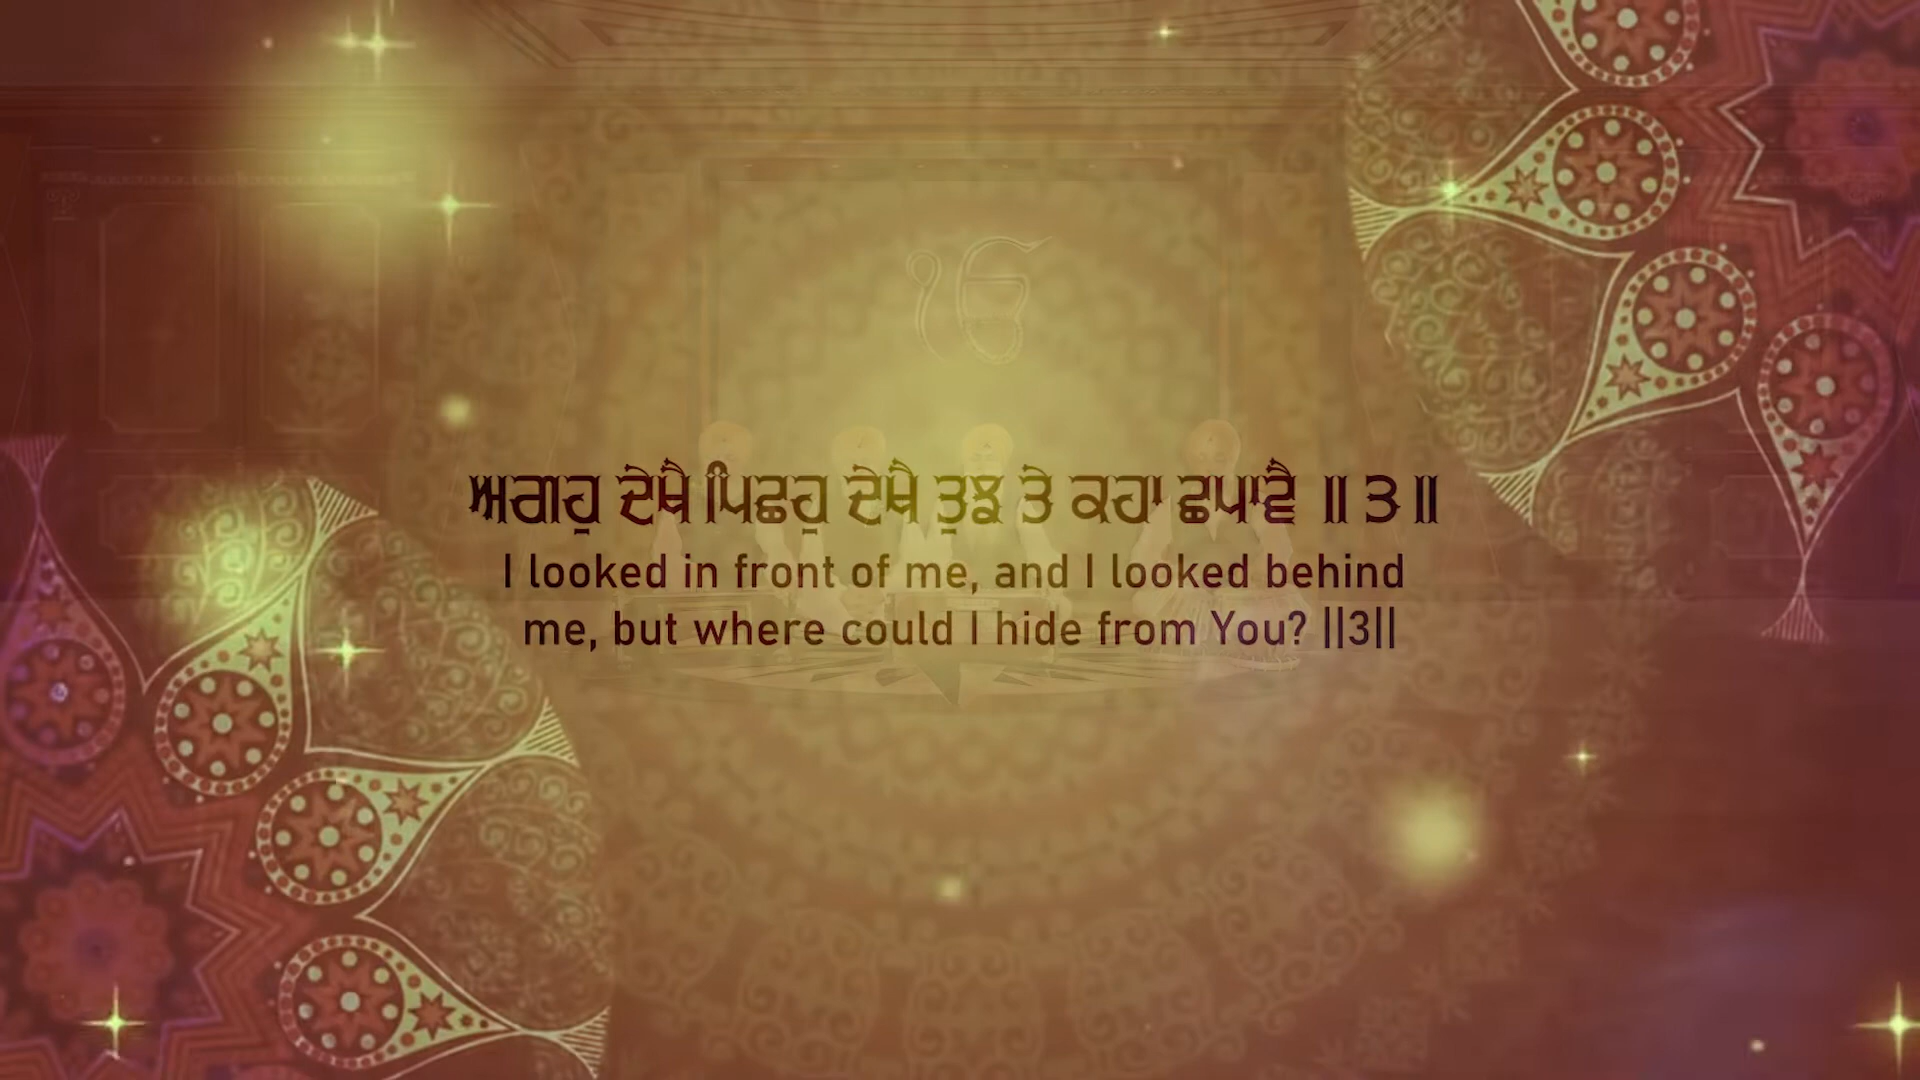 ੴ
ਅਗਹੁ ਦੇਖੈ ਪਿਛਹੁ ਦੇਖੈ ਤੁਝ ਤੇ ਕਹਾ ਛਪਾਵੈ ॥੩॥
I looked in front of me, and I looked behind
me, but where could I hide from You? ||3||